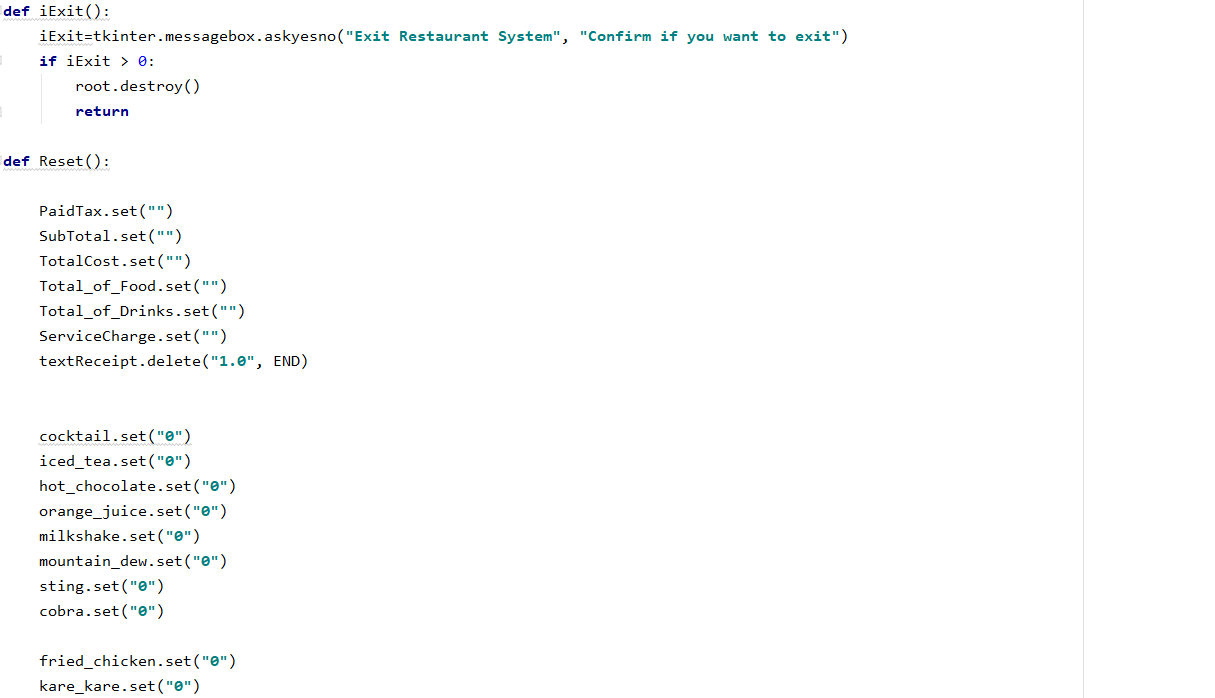 def iExit():
    iExit=tkinter.messagebox.askyesno("Exit Restaurant System", "Confirm if you want to exit")
    if iExit > 0:
        root.destroy()
        return
def Reset():
    PaidTax.set("")
    SubTotal.set("")
    TotalCost.set("")
    Total_of_Food.set("")
    Total_of_Drinks.set("")
    ServiceCharge.set("")
    textReceipt.delete("1.0", END)
    cocktail.set("0")
    iced_tea.set("0")
    hot_chocolate.set("0")
    orange_juice.set("0")
    milkshake.set("0")
    mountain_dew.set("0")
    sting.set("0")
    cobra.set("0")
    fried_chicken.set("0")
    kare_kare.set("0")